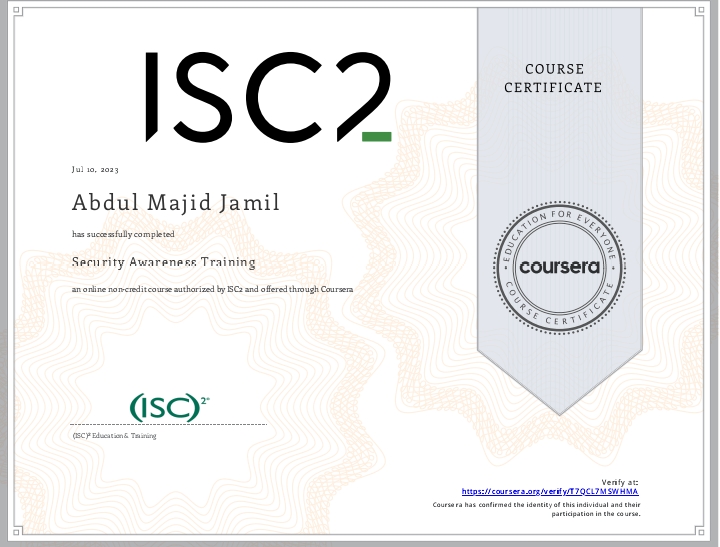 ISC2
COURSE
CERTIFICATE
Jul 10, 2023
Abdul Majid Jamil
has successfully completed
Security Awareness Training
an online non-credit course authorized by ISC2 and offered through Coursera
EDUCATION FOR EVERYONE
coursera
COURSE CERTIFICATE
(ISC)²
(ISC)² Education & Training
Verify at:
https://coursera.org/verify/T7QCL7MSWHMA
Coursera has confirmed the identity of this individual and their
participation in the course.